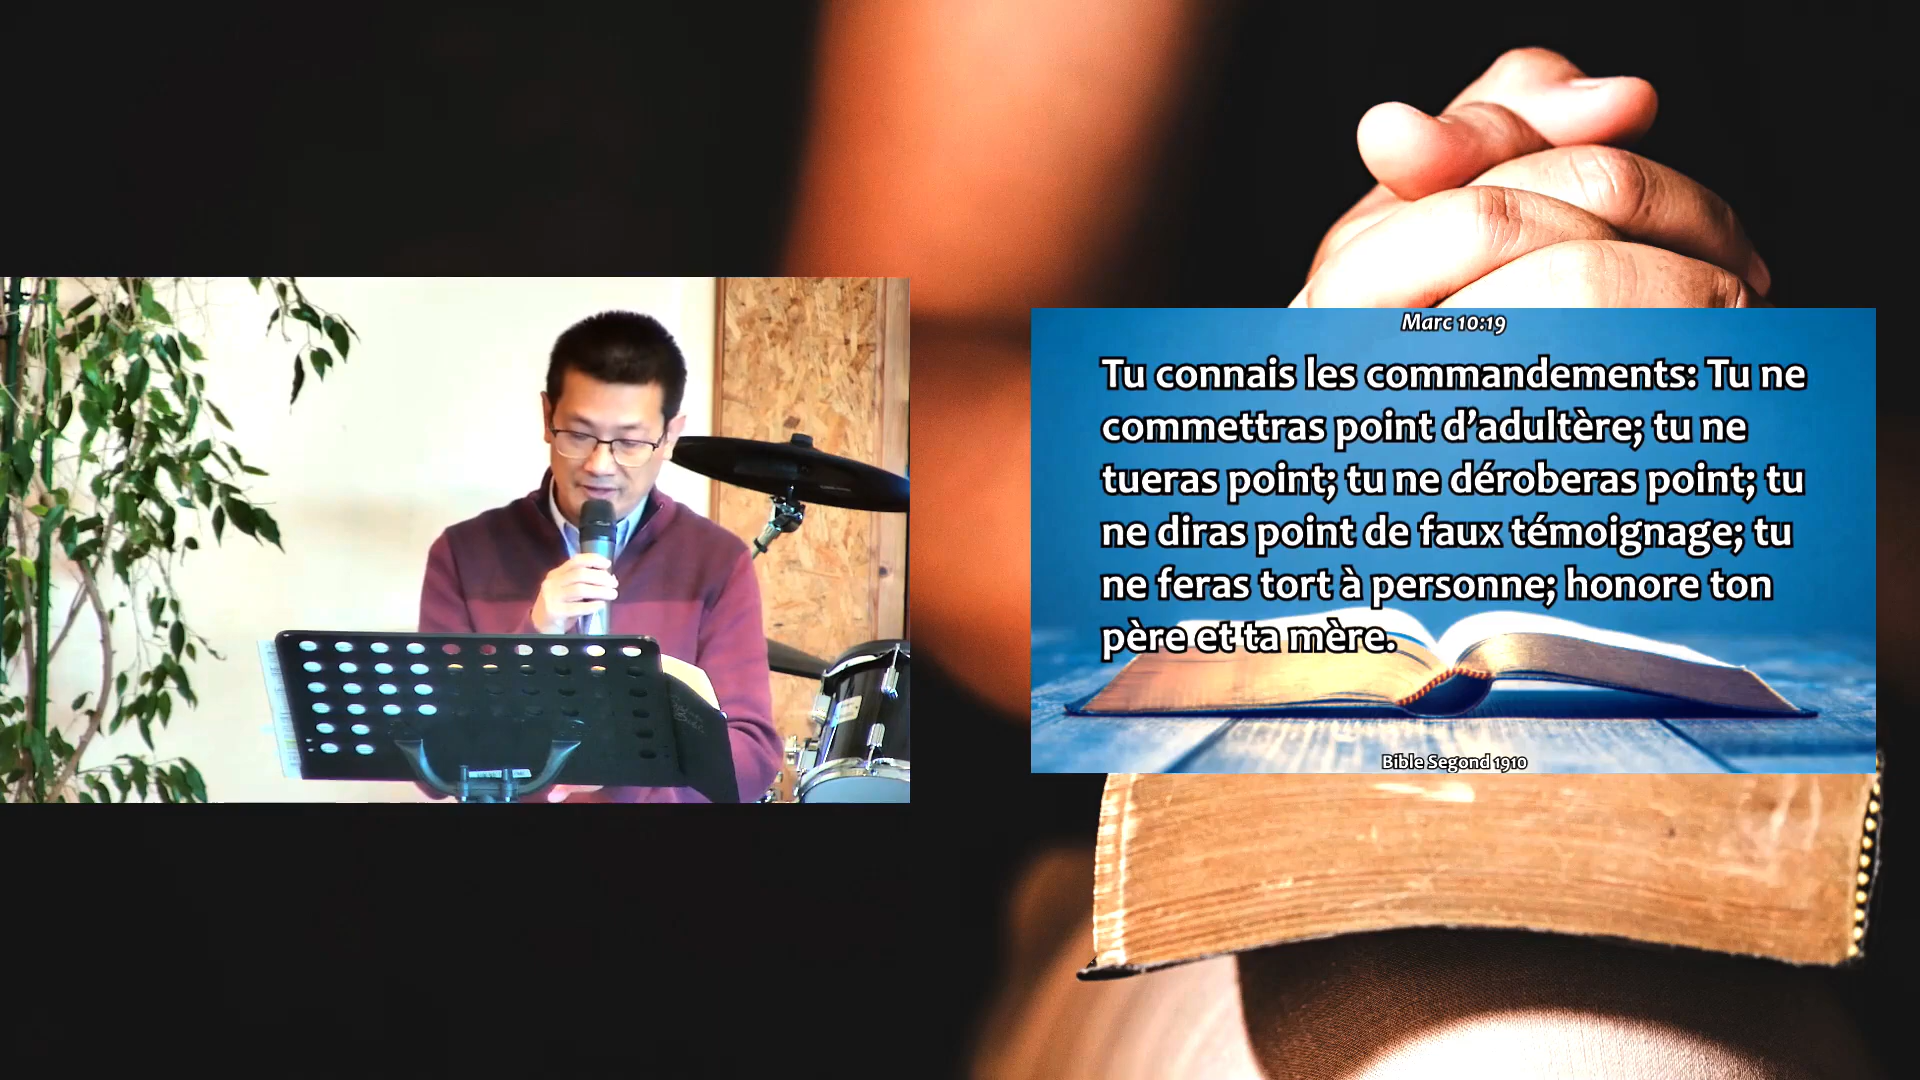 Marc 10:19
Tu connais les commandements: Tu ne
commettras point d’adultère; tu ne
tueras point; tu ne déroberas point; tu
ne diras point de faux témoignage; tu
ne feras tort à personne; honore ton
père et ta mère.
Bible Segond 1910